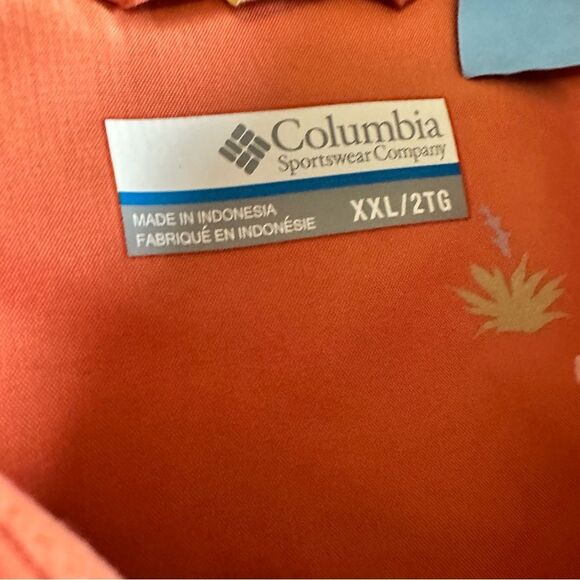 Columbia
Sportswear Company
MADE IN INDONESIA
FABRIQUÉ EN INDONÉSIE
XXL/2TG